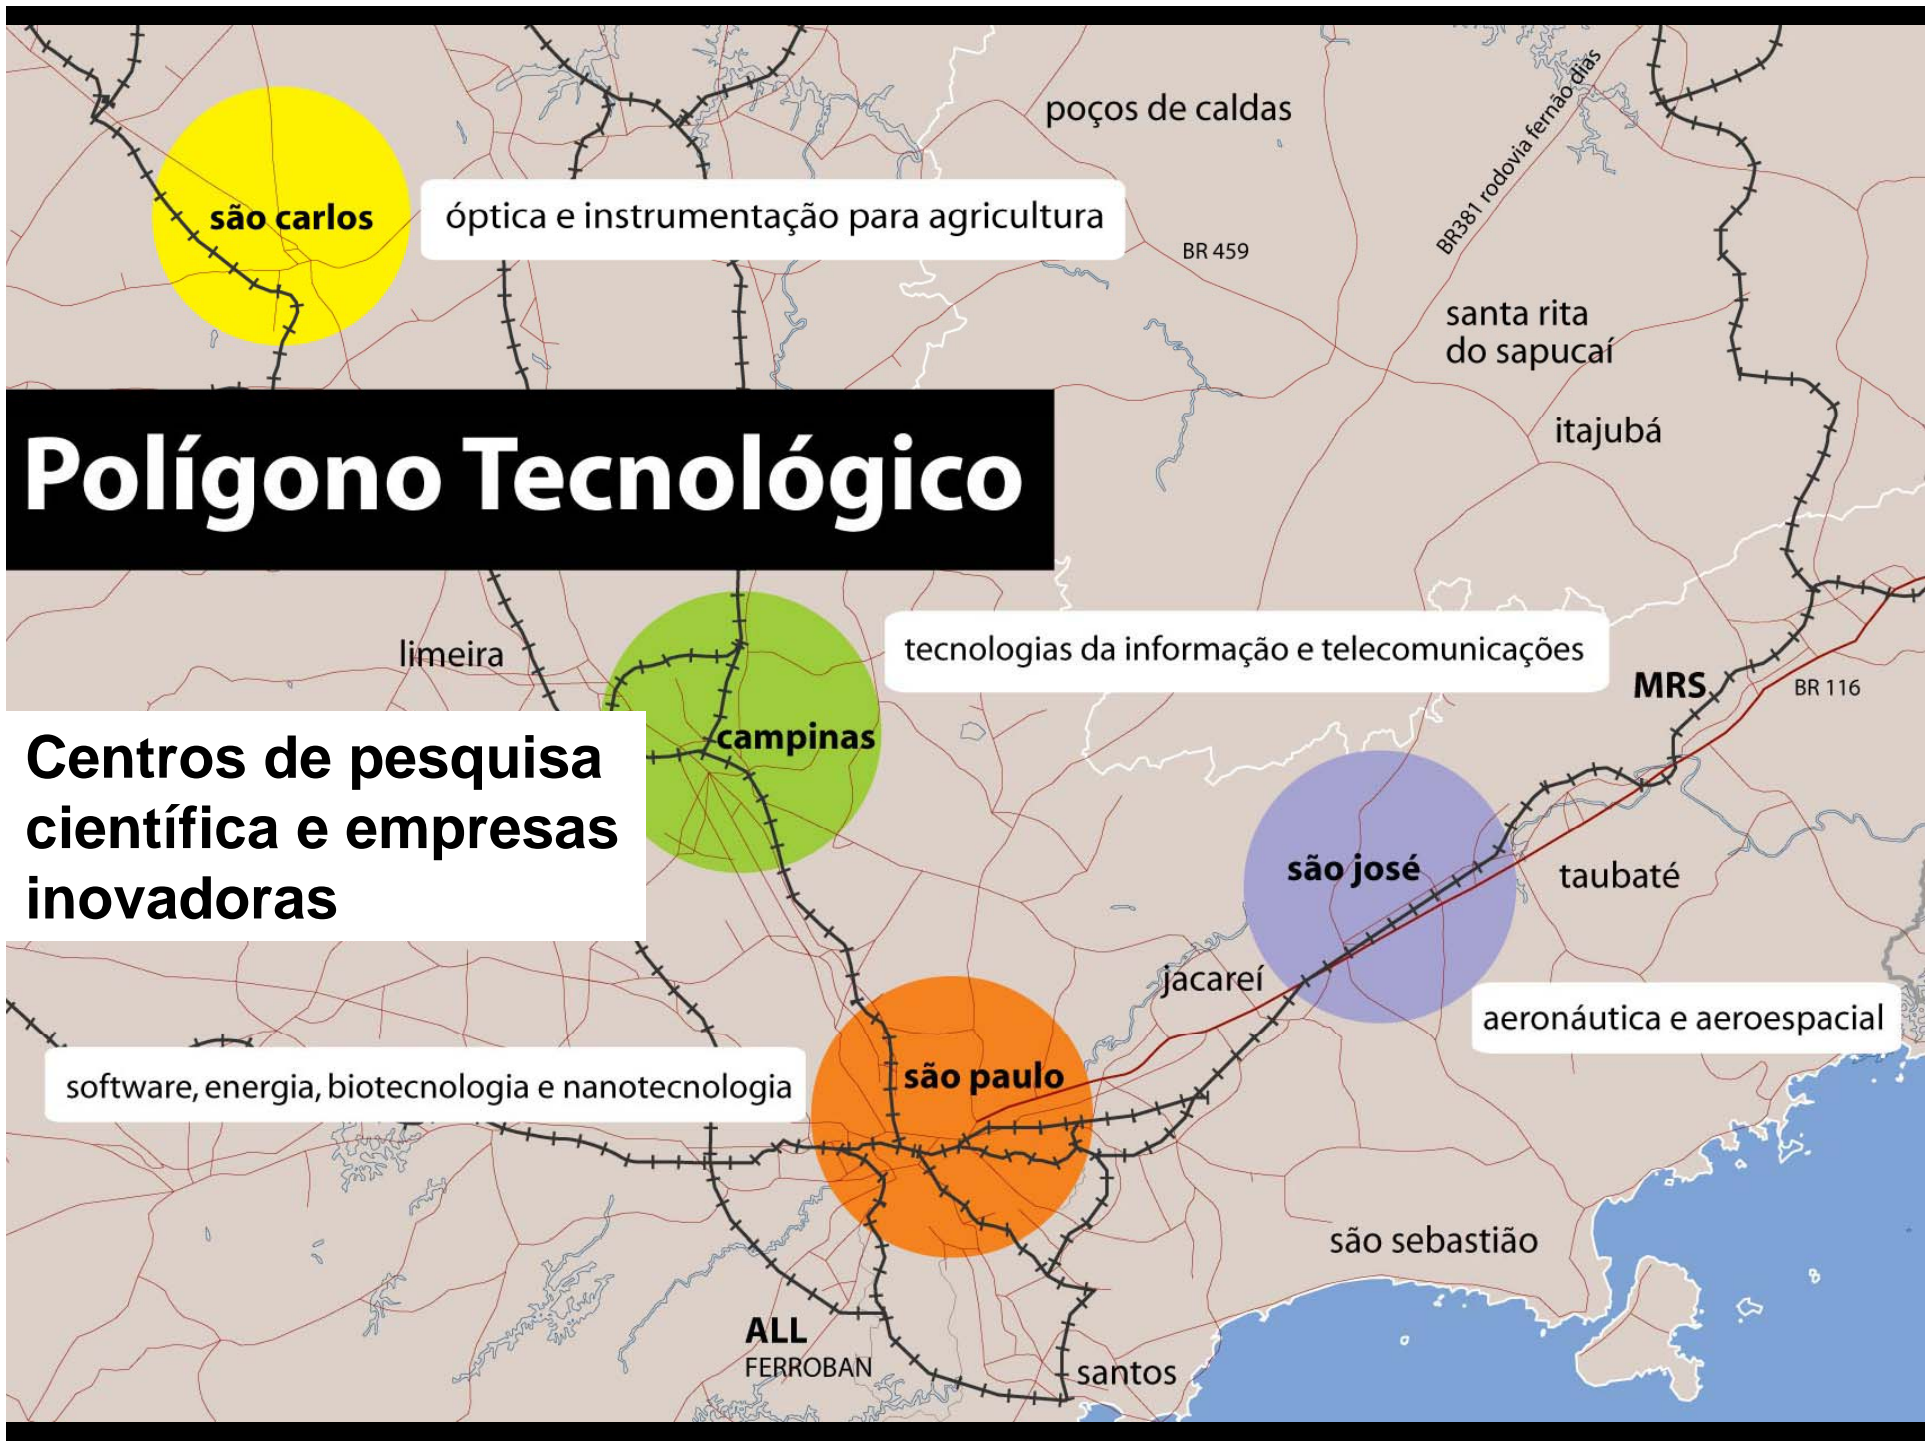 poços de caldas
BR381 rodovia fernão dias
são carlos
óptica e instrumentação para agricultura
BR 459
santa rita
do sapucaí
itajubá
Polígono Tecnológico
limeira
tecnologias da informação e telecomunicações
MRS
BR 116
campinas
Centros de pesquisa
científica e empresas
inovadoras
são josé
taubaté
jacareí
aeronáutica e aeroespacial
são paulo
software, energia, biotecnologia e nanotecnologia
são sebastião
ALL
FERROBAN
santos